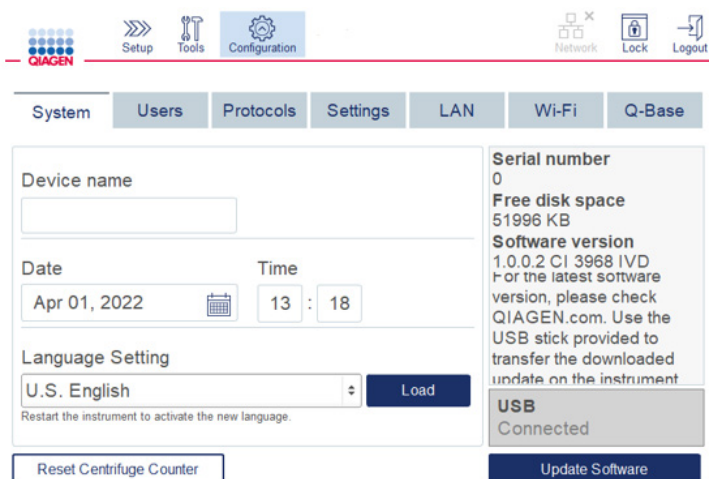 QIAGEN
Setup
Tools
Configuration
Network
Lock
Logout
System
Users
Protocols
Settings
LAN
Wi-Fi
Q-Base
Device name
Date
Time
Apr 01, 2022
13 : 18
Language Setting
U.S. English
Load
Restart the instrument to activate the new language.
Reset Centrifuge Counter
Serial number
0
Free disk space
51996 KB
Software version
1.0.0.2 CI 3968 IVD
For the latest software
version, please check
QIAGEN.com. Use the
USB stick provided to
transfer the downloaded
update on the instrument
USB
Connected
Update Software